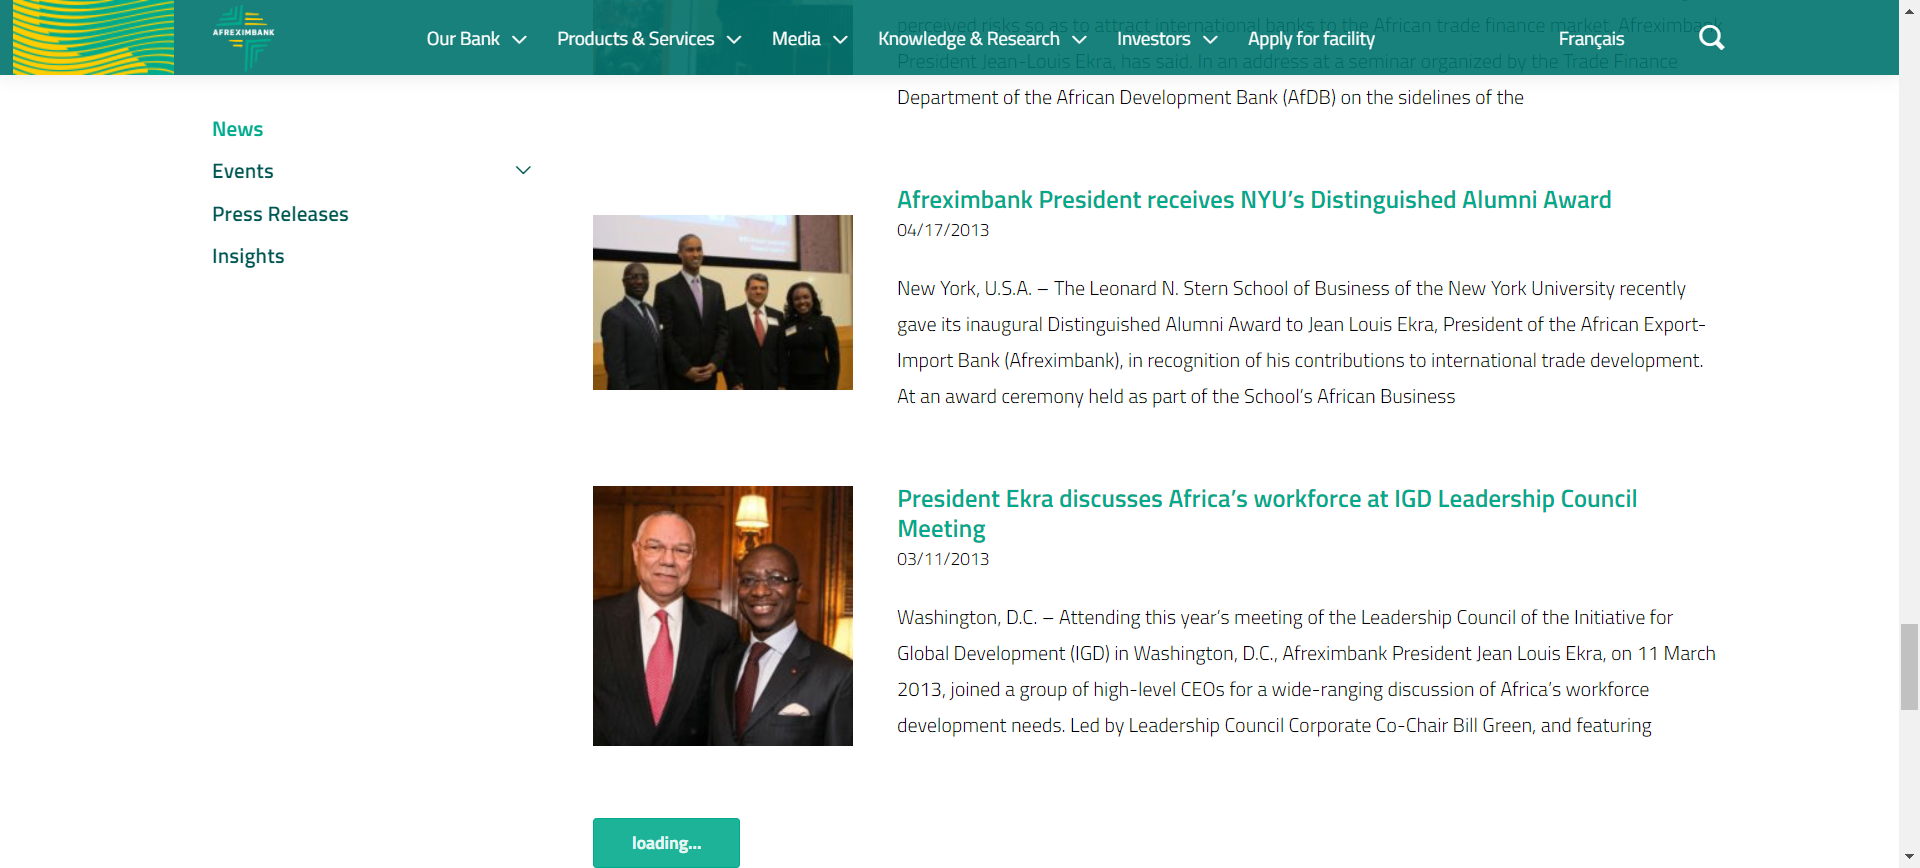 AFREXIMBANK
Our Bank
Products & Services
Media
Knowledge & Research
Investors
Apply for facility
Français
perceived risks so as to attract international banks to the African trade finance market, Afreximbank
President Jean-Louis Ekra, has said. In an address at a seminar organized by the Trade Finance
Department of the African Development Bank (AfDB) on the sidelines of the
News
Events
Press Releases
Insights
Afreximbank President receives NYU’s Distinguished Alumni Award
04/17/2013
New York, U.S.A. – The Leonard N. Stern School of Business of the New York University recently
gave its inaugural Distinguished Alumni Award to Jean Louis Ekra, President of the African Export-
Import Bank (Afreximbank), in recognition of his contributions to international trade development.
At an award ceremony held as part of the School’s African Business
President Ekra discusses Africa’s workforce at IGD Leadership Council
Meeting
03/11/2013
Washington, D.C. – Attending this year’s meeting of the Leadership Council of the Initiative for
Global Development (IGD) in Washington, D.C., Afreximbank President Jean Louis Ekra, on 11 March
2013, joined a group of high-level CEOs for a wide-ranging discussion of Africa’s workforce
development needs. Led by Leadership Council Corporate Co-Chair Bill Green, and featuring
loading...